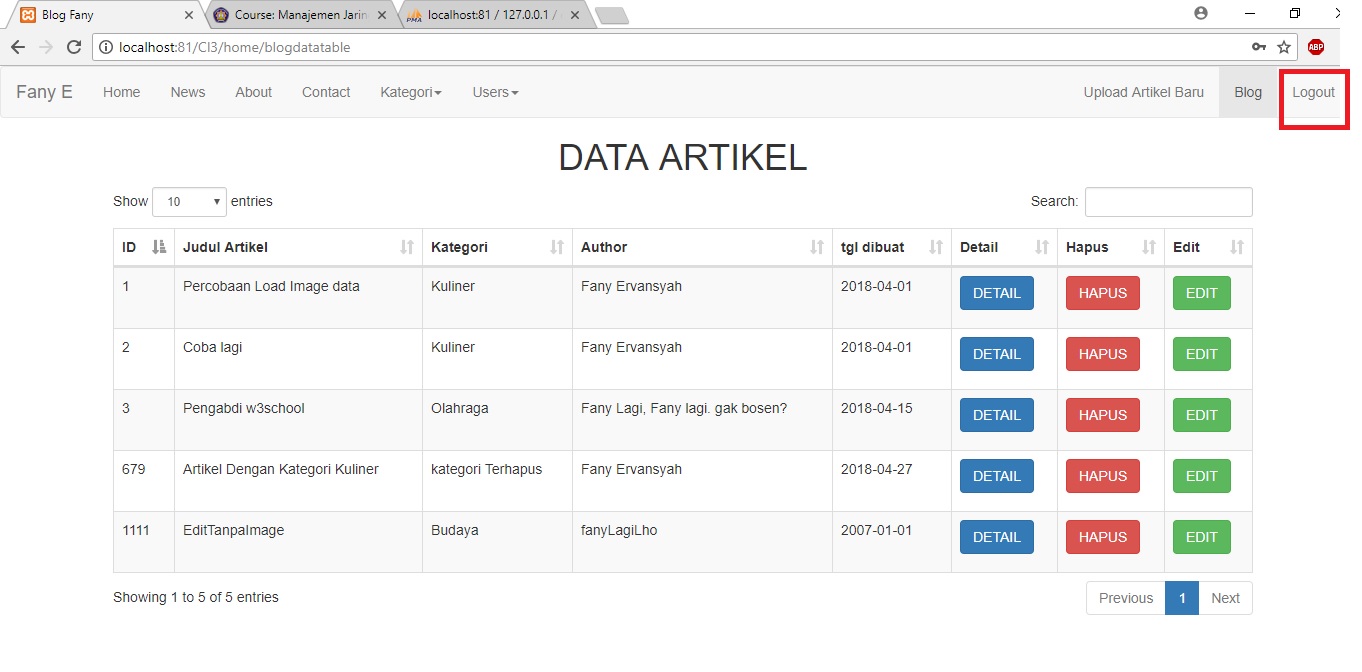 Blog Fany
Course: Manajemen Jarin
localhost:81 / 127.0.0.1 /
localhost:81/CI3/home/blogdatatable
ABP
Fany E Home News About Contact Kategori Users Upload Artikel Baru Blog Logout
DATA ARTIKEL
Show 10 entries Search:
ID Judul Artikel Kategori Author tgl dibuat Detail Hapus Edit
1 Percobaan Load Image data Kuliner Fany Ervansyah 2018-04-01 DETAIL HAPUS EDIT
2 Coba lagi Kuliner Fany Ervansyah 2018-04-01 DETAIL HAPUS EDIT
3 Pengabdi w3school Olahraga Fany Lagi, Fany lagi. gak bosen? 2018-04-15 DETAIL HAPUS EDIT
679 Artikel Dengan Kategori Kuliner kategori Terhapus Fany Ervansyah 2018-04-27 DETAIL HAPUS EDIT
1111 EditTanpaImage Budaya fanyLagiLho 2007-01-01 DETAIL HAPUS EDIT
Showing 1 to 5 of 5 entries Previous 1 Next